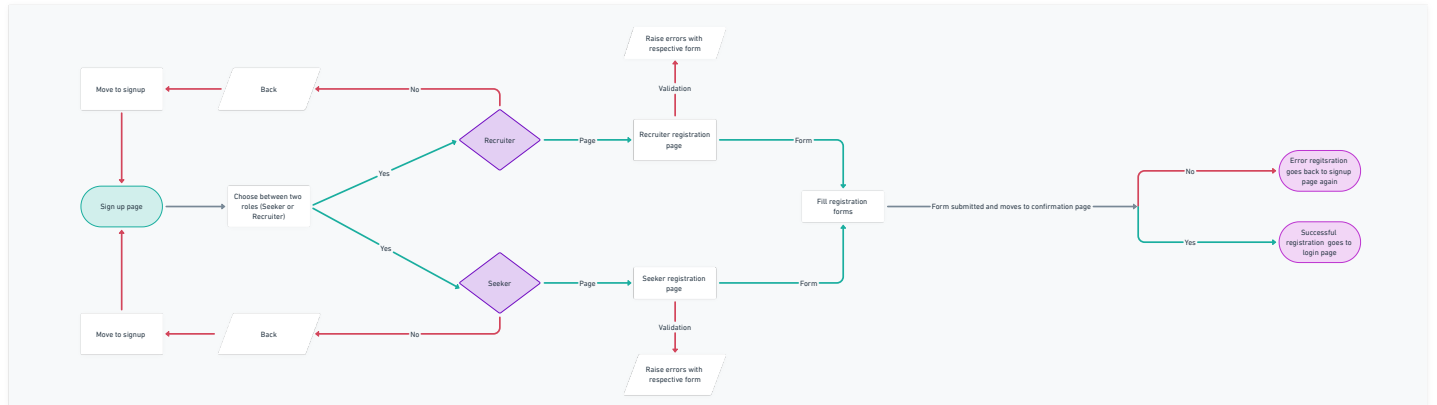 Raise errors with
respective form
Move to signup
Back
No
Validation
Recruiter
Page
Recruiter registration
page
Form
Yes
Error regitsration
goes back to signup
page again
No
Sign up page
Choose between two
roles (Seeker or
Recruiter)
Fill registration
forms
Form submitted and moves to confirmation page
Yes
Successful
registration goes to
login page
Yes
Seeker
Page
Seeker registration
page
Form
Move to signup
Back
No
Validation
Raise errors with
respective form